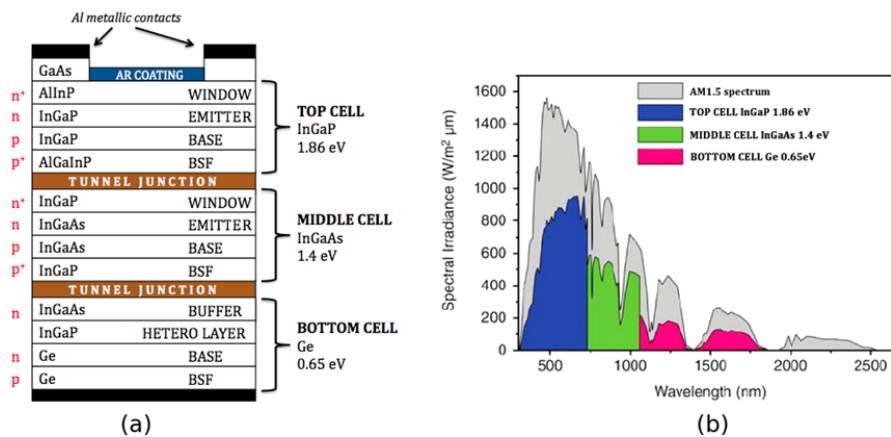 Al metallic contacts
GaAs
AR COATING
n+ AlInP WINDOW
n InGaP EMITTER
p InGaP BASE
p+ AlGaInP BSF
TUNNEL JUNCTION
n+ InGaP WINDOW
n InGaAs EMITTER
p InGaAs BASE
p+ InGaP BSF
TUNNEL JUNCTION
n InGaAs BUFFER
InGaP HETERO LAYER
n Ge BASE
p Ge BSF
TOP CELL
InGaP
1.86 eV
MIDDLE CELL
InGaAs
1.4 eV
BOTTOM CELL
Ge
0.65 eV
(a)
Spectral Irradiance (W/m² µm)
1600
1400
1200
1000
800
600
400
200
0
AM1.5 spectrum
TOP CELL InGaP 1.86 eV
MIDDLE CELL InGaAs 1.4 eV
BOTTOM CELL Ge 0.65eV
500 1000 1500 2000 2500
Wavelength (nm)
(b)